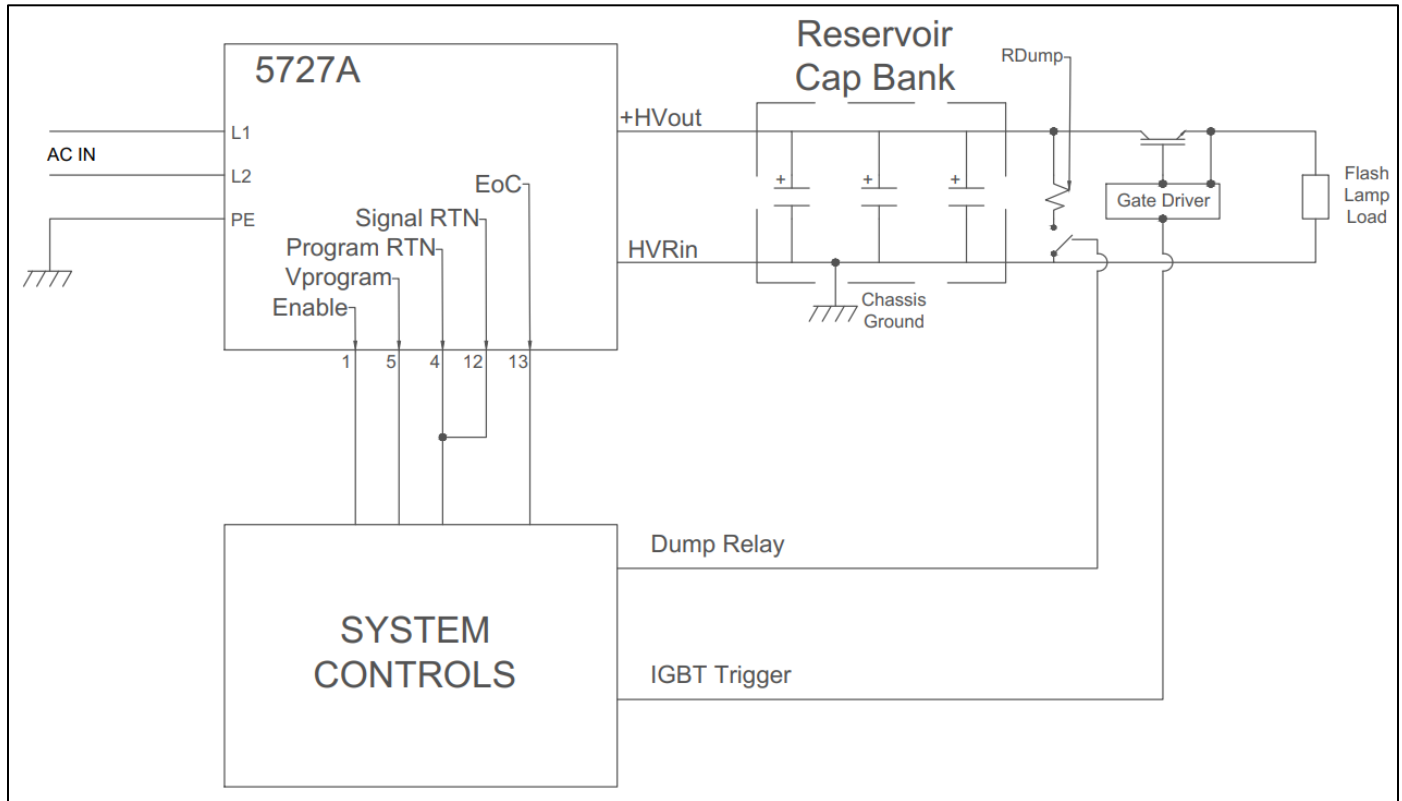 5727A
Reservoir
Cap Bank
RDump
+HVout
L1
AC IN
L2
EoC
+
+
+
Gate Driver
Flash
Lamp
Load
PE
Signal RTN
Program RTN
HVRin
Vprogram
Enable
Chassis
Ground
1
5
4
12
13
Dump Relay
SYSTEM
CONTROLS
IGBT Trigger